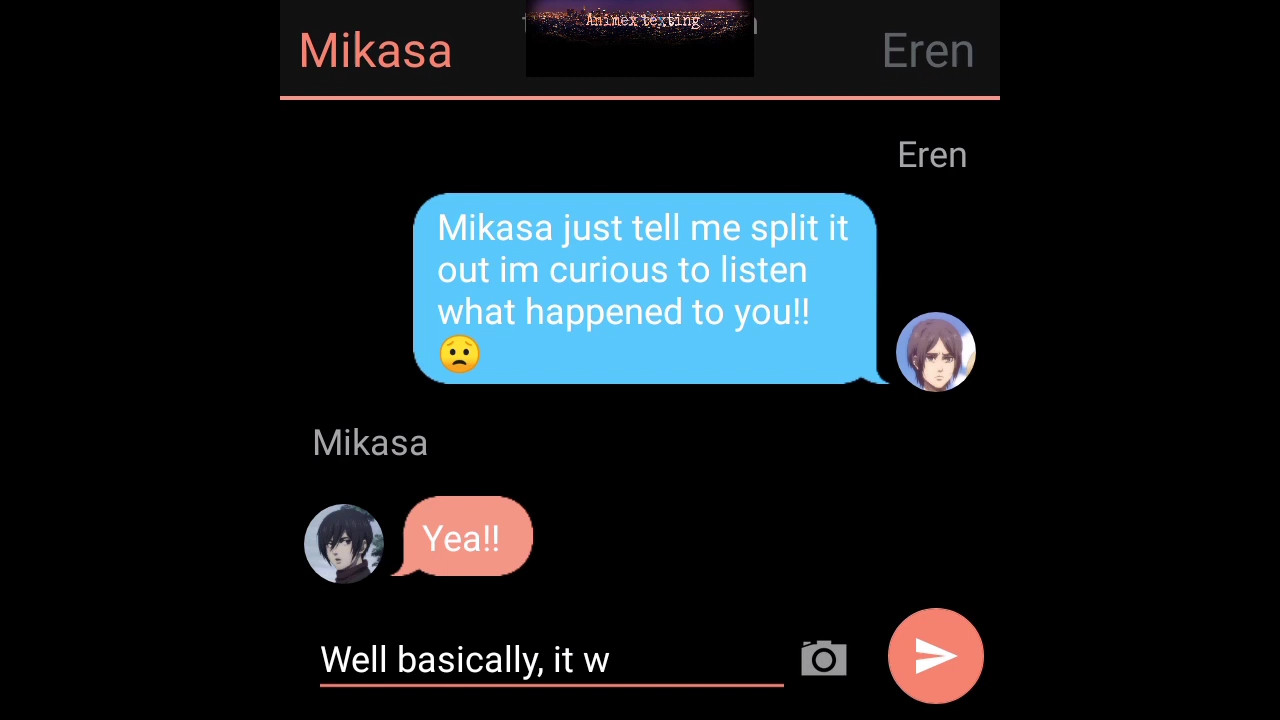 Animex texting
Mikasa
Eren
Eren
Mikasa just tell me split it
out im curious to listen
what happened to you!!
😟
Mikasa
Yea!!
Well basically, it w